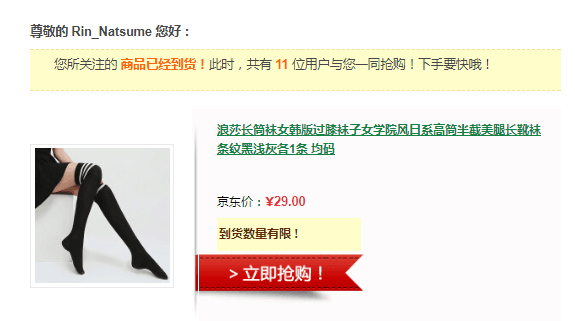 尊敬的 Rin_Natsume 您好：
您所关注的 商品已经到货！此时，共有 11 位用户与您一同抢购！下手要快哦！
浪莎长筒袜女韩版过膝袜子女学院风日系高筒半截美腿长靴袜
条纹黑浅灰各1条 均码
京东价：¥29.00
到货数量有限！
> 立即抢购！